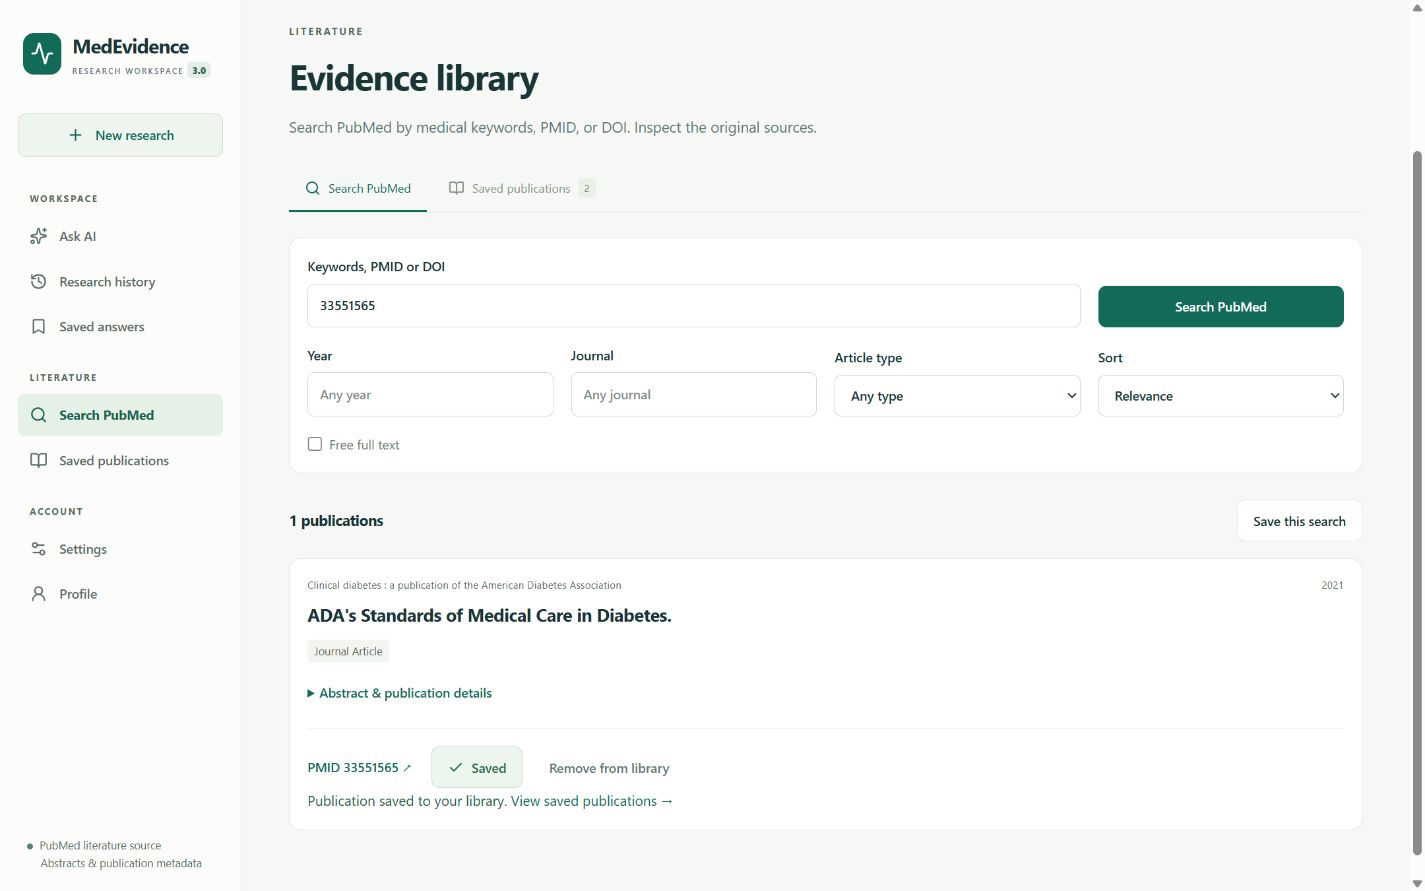 MedEvidence
RESEARCH WORKSPACE 3.0
New research
WORKSPACE
Ask AI
Research history
Saved answers
LITERATURE
Search PubMed
Saved publications
ACCOUNT
Settings
Profile
PubMed literature source
Abstracts & publication metadata
LITERATURE
Evidence library
Search PubMed by medical keywords, PMID, or DOI. Inspect the original sources.
Search PubMed
Saved publications 2
Keywords, PMID or DOI
33551565
Search PubMed
Year
Any year
Journal
Any journal
Article type
Any type
Sort
Relevance
Free full text
1 publications
Save this search
Clinical diabetes : a publication of the American Diabetes Association
2021
ADA's Standards of Medical Care in Diabetes.
Journal Article
▶ Abstract & publication details
PMID 33551565 ↗
Saved
Remove from library
Publication saved to your library. View saved publications →